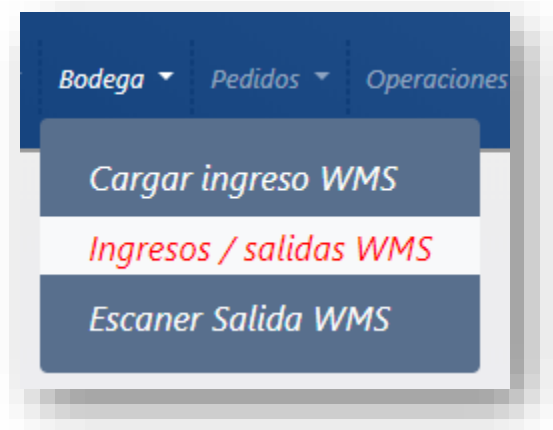 Bodega Pedidos Operaciones
Cargar ingreso WMS
Ingresos / salidas WMS
Escaner Salida WMS